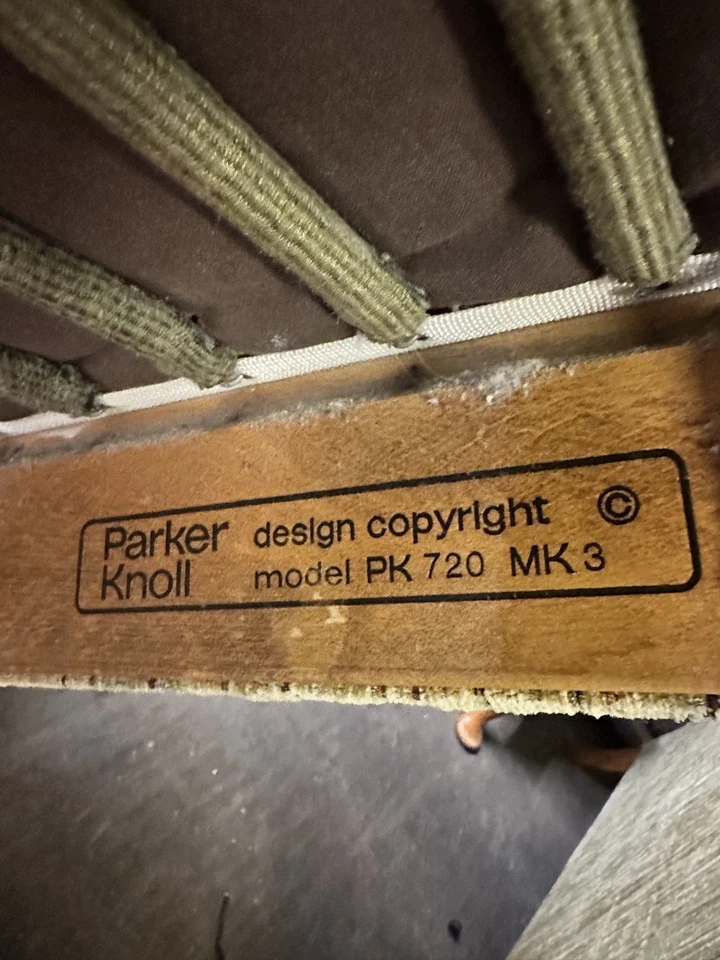 Parker Knoll
design copyright ©
model PK 720 MK 3